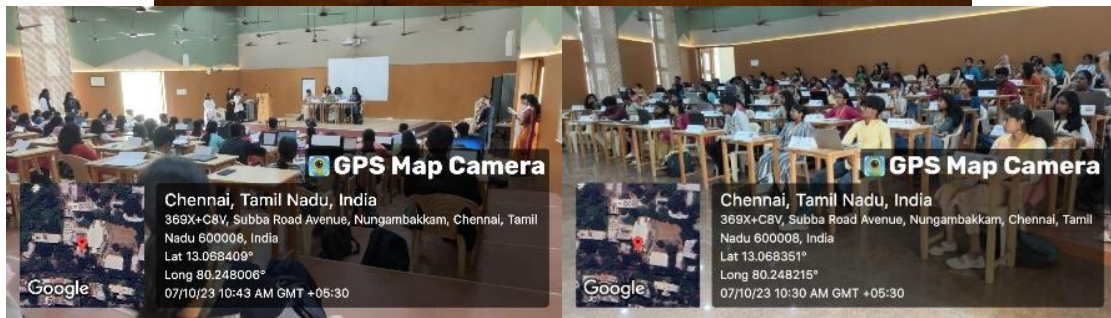 GPS Map Camera
Chennai, Tamil Nadu, India
369X+C8V, Subba Road Avenue, Nungambakkam, Chennai, Tamil
Nadu 600008, India
Lat 13.068409°
Long 80.248006°
07/10/23 10:43 AM GMT +05:30
Google
GPS Map Camera
Chennai, Tamil Nadu, India
369X+C8V, Subba Road Avenue, Nungambakkam, Chennai, Tamil
Nadu 600008, India
Lat 13.068351°
Long 80.248215°
07/10/23 10:30 AM GMT +05:30
Google